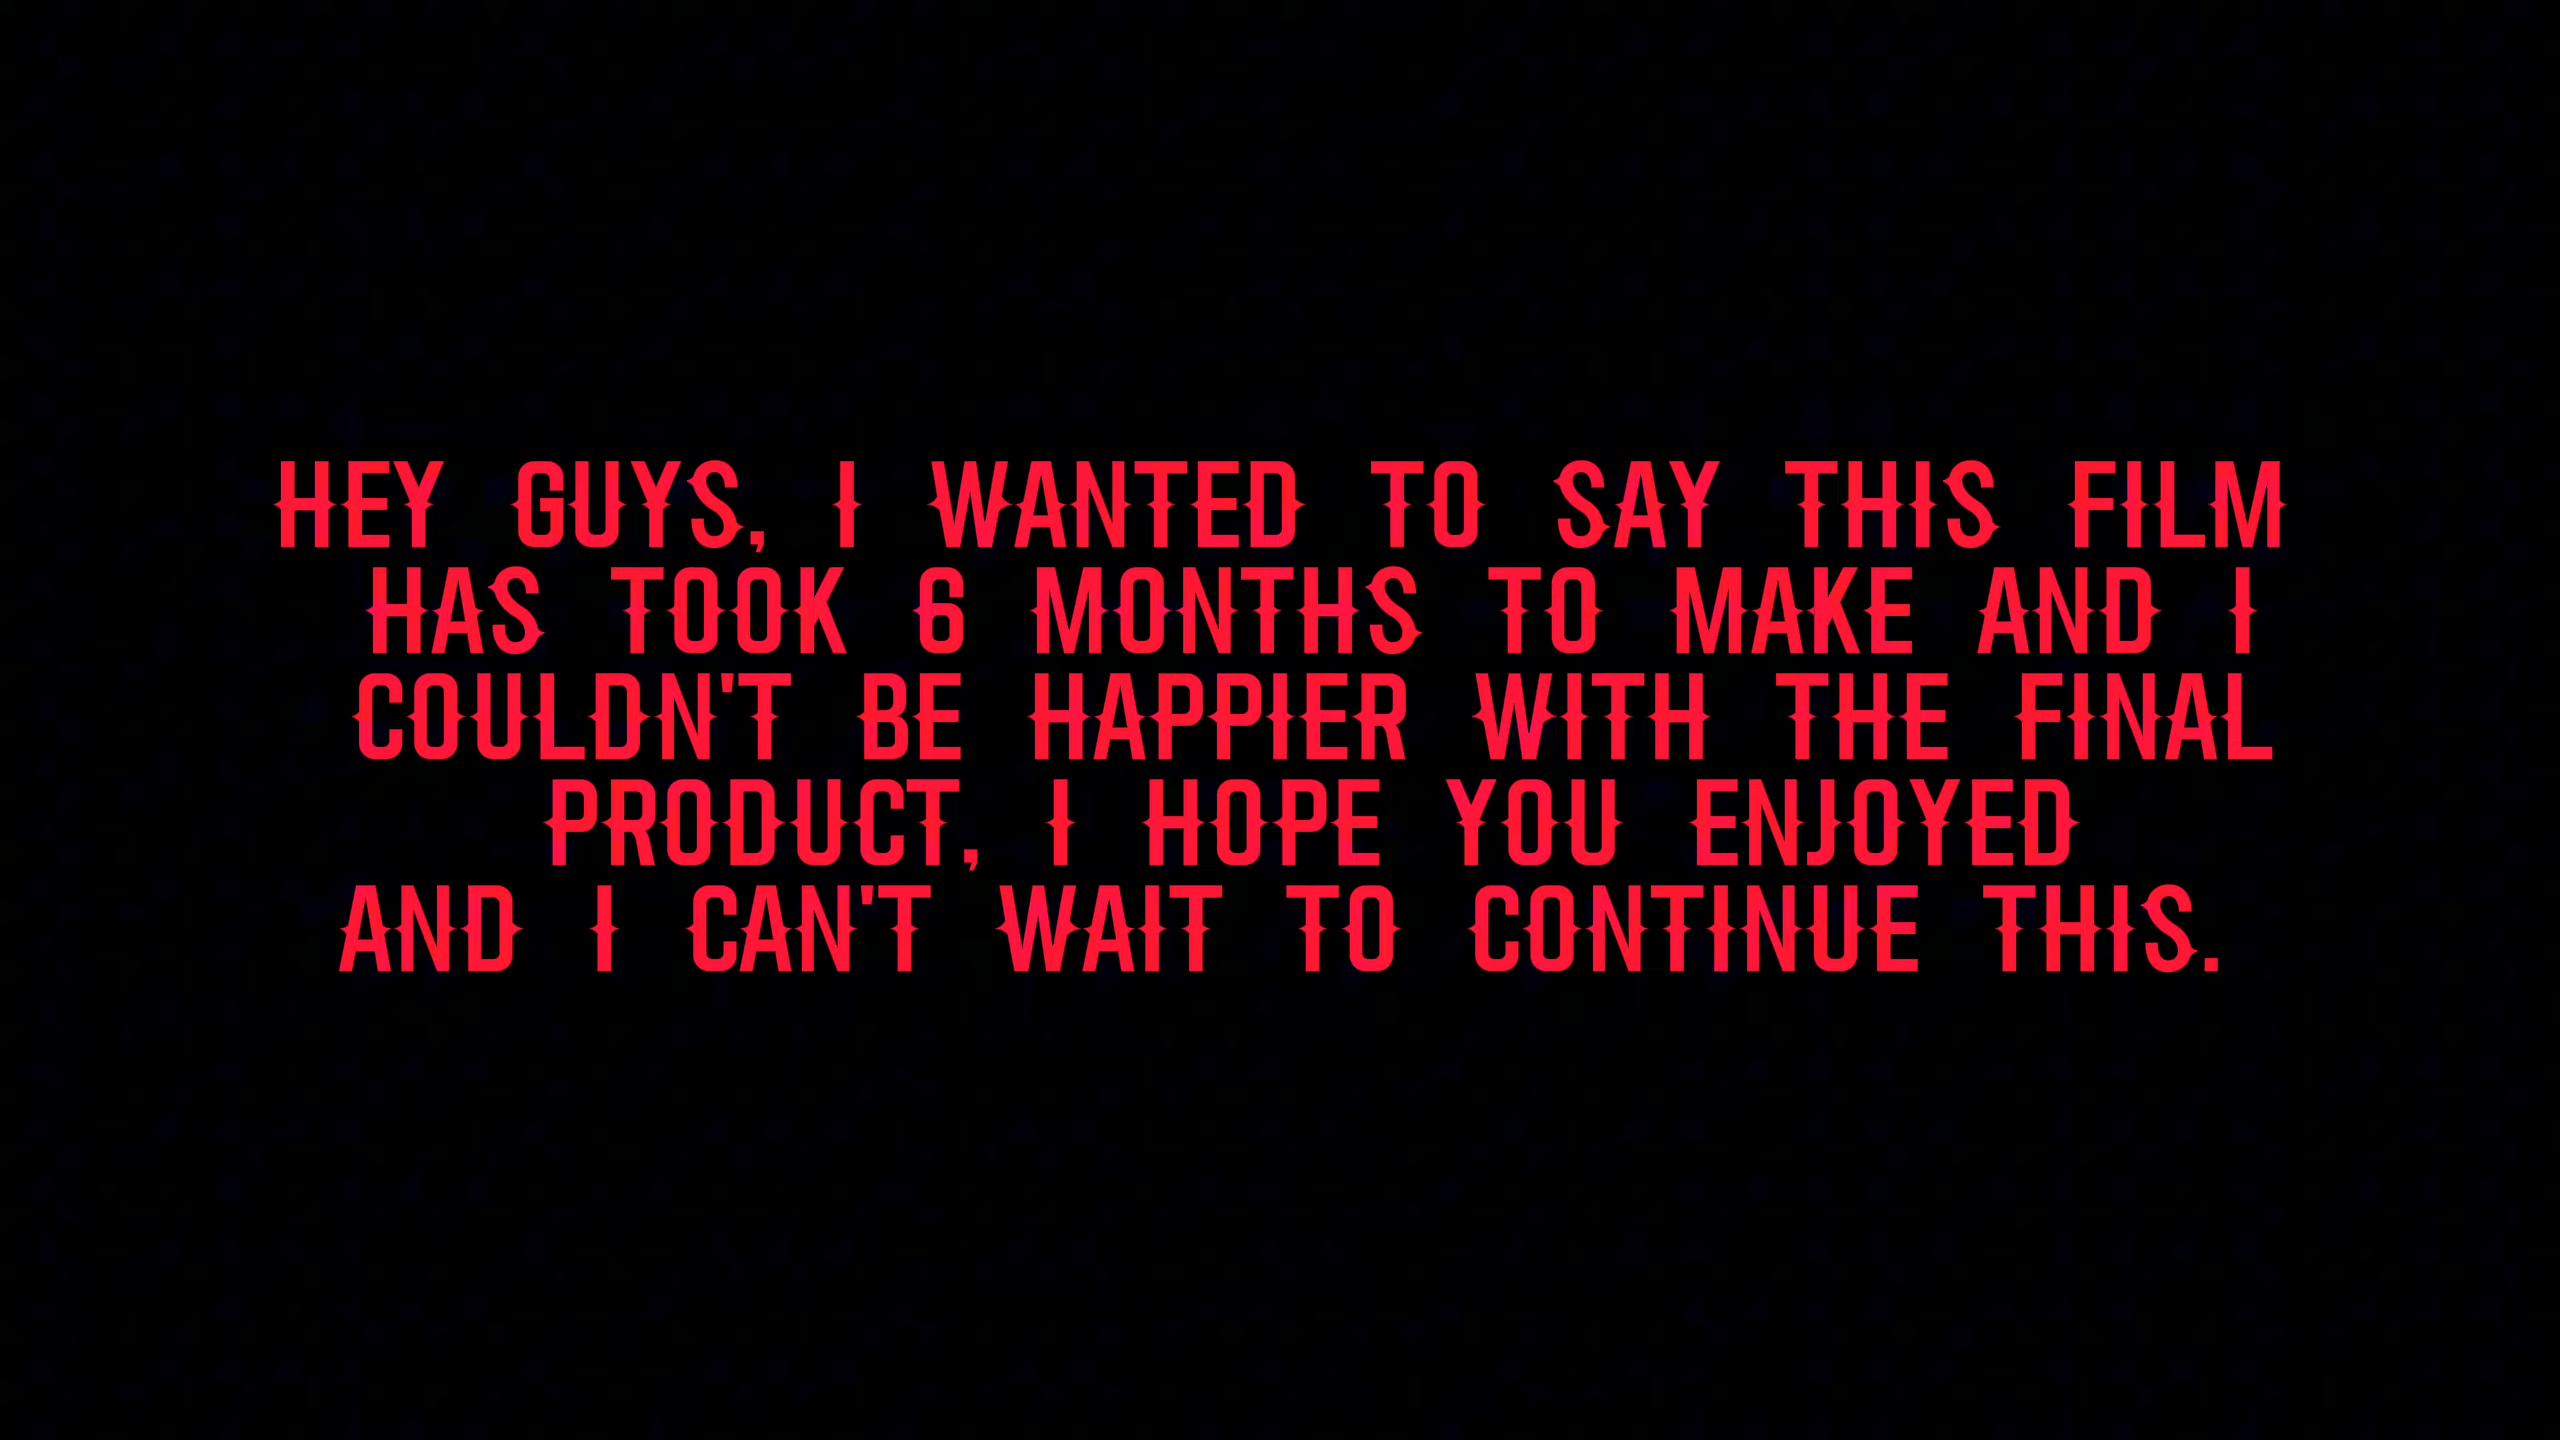 HEY GUYS, I WANTED TO SAY THIS FILM
HAS TOOK 6 MONTHS TO MAKE AND I
COULDN'T BE HAPPIER WITH THE FINAL
PRODUCT, I HOPE YOU ENJOYED
AND I CAN'T WAIT TO CONTINUE THIS.